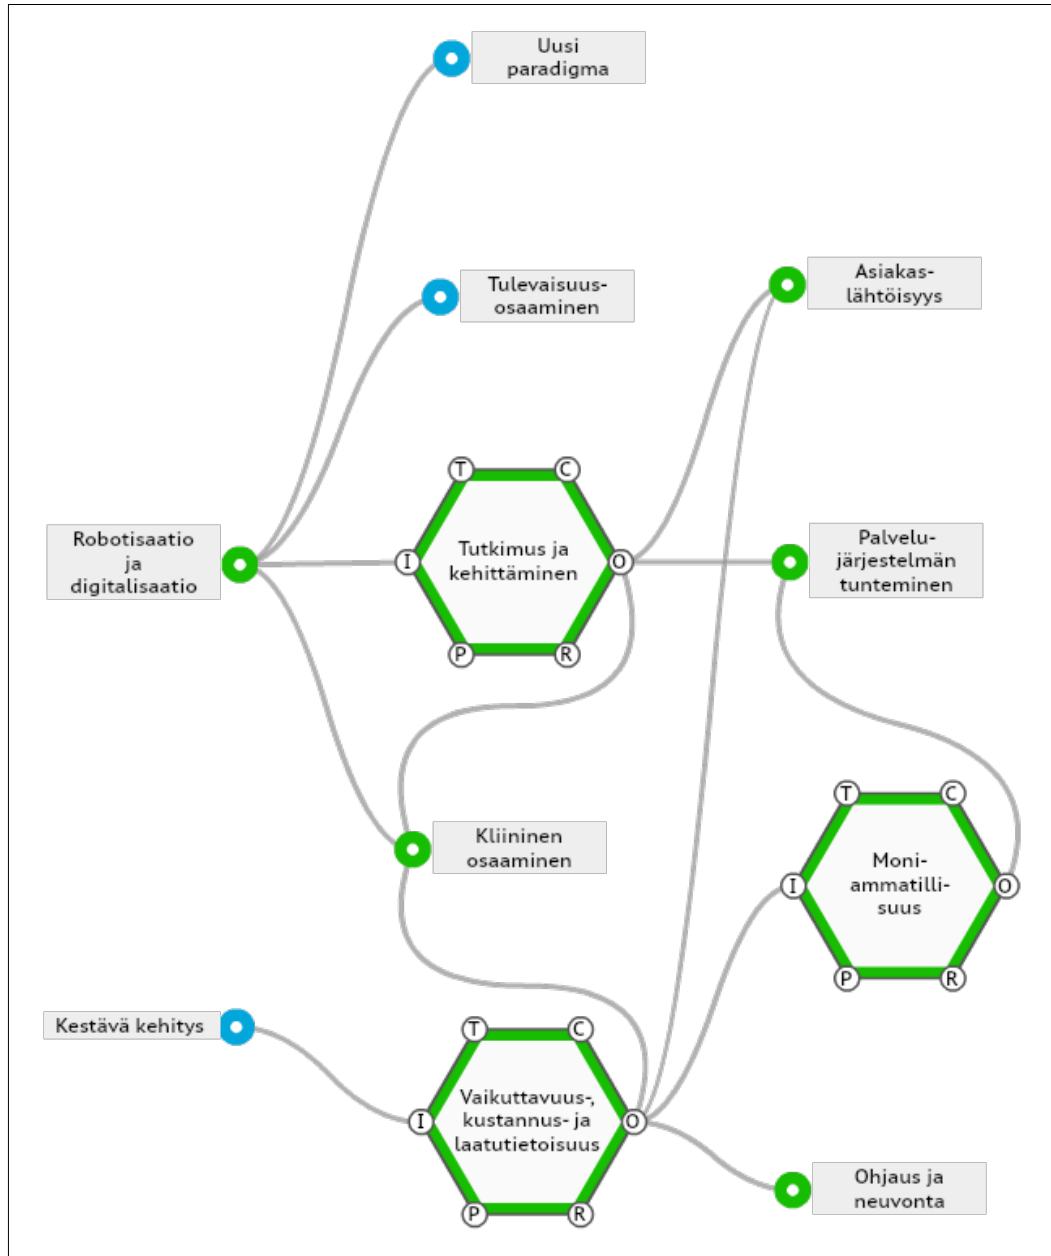 Uusi
paradigma
Tulevaisuus-
osaaminen
Asiakas-
lähtöisyys
Robotisaatio
ja
digitalisaatio
T
C
I
Tutkimus ja
kehittäminen
O
P
R
Palvelu-
järjestelmän
tunteminen
Kliininen
osaaminen
T
C
I
Moni-
ammatilli-
suus
O
P
R
Kestävä kehitys
T
C
I
Vaikuttavuus-,
kustannus- ja
laatutietoisuus
O
P
R
Ohjaus ja
neuvonta